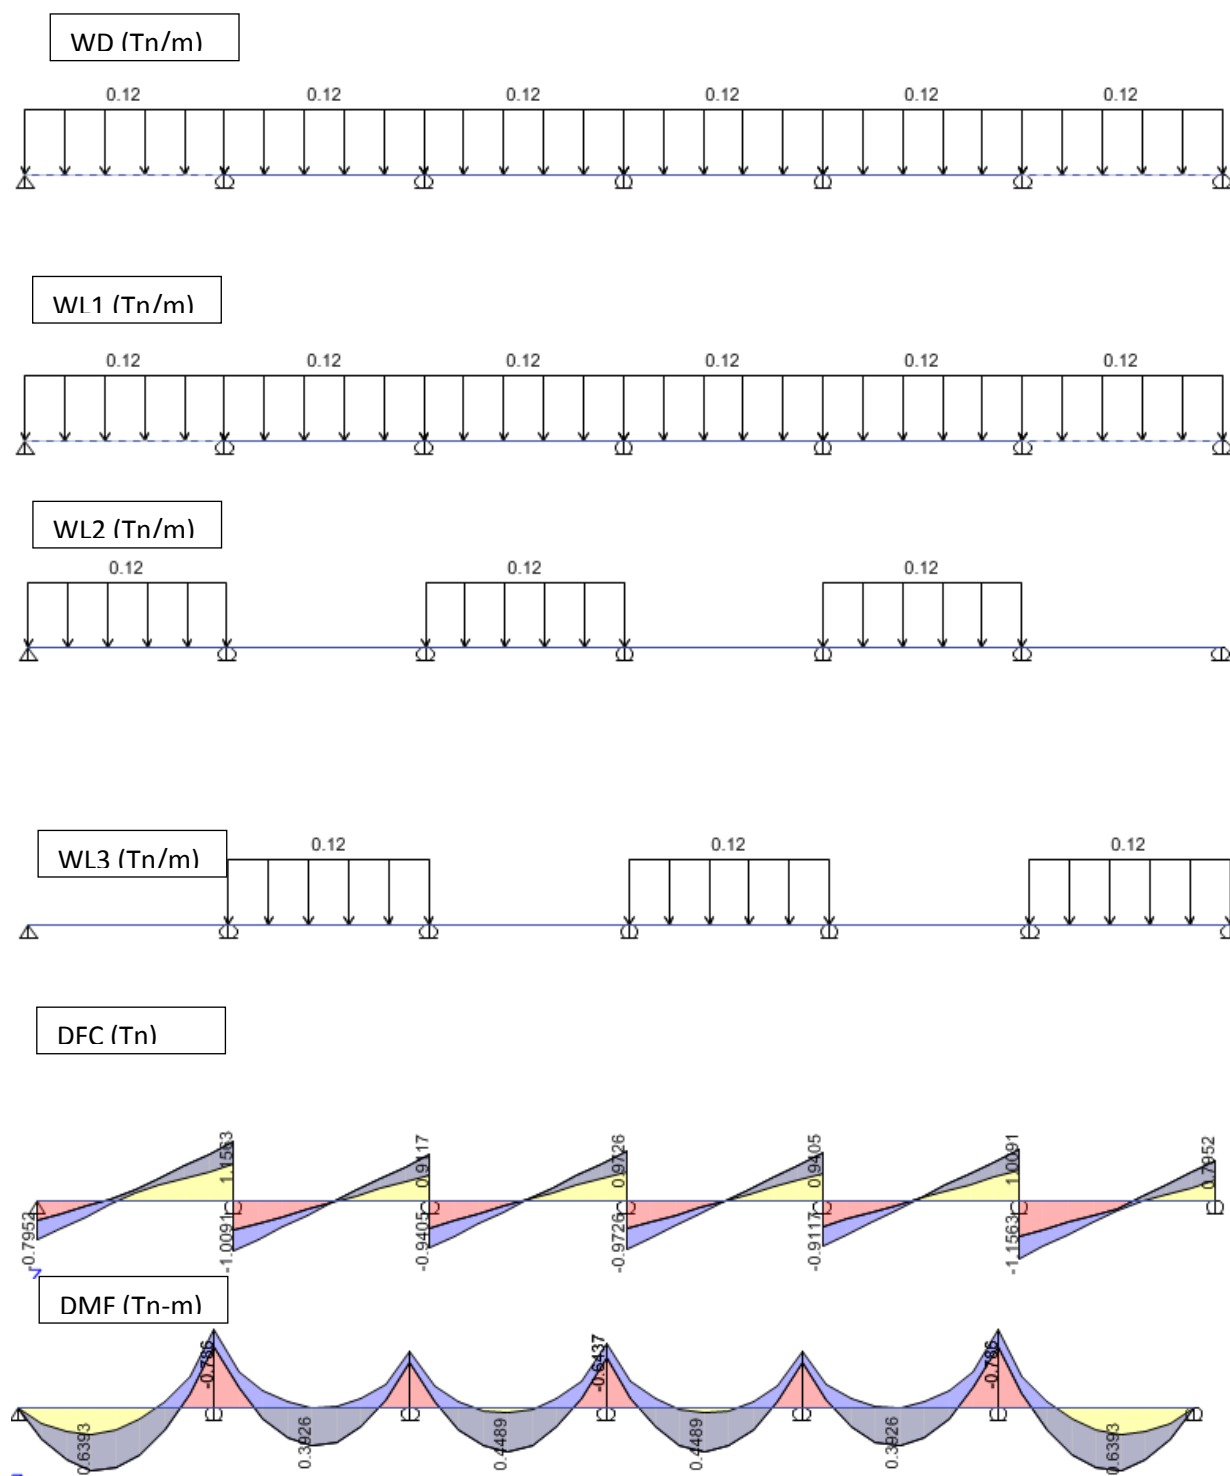 WD (Tn/m)
0.12 0.12 0.12 0.12 0.12 0.12
WL1 (Tn/m)
0.12 0.12 0.12 0.12 0.12 0.12
WL2 (Tn/m)
0.12 0.12 0.12
WL3 (Tn/m)
0.12 0.12 0.12
DFC (Tn)
1.1563 0.9117 0.9726 0.9405 1.0091 0.7952
-0.7952 -1.0091 -0.9405 -0.9726 -0.9117 -1.1563
DMF (Tn-m)
-0.786 -0.6437 -0.786
0.6393 0.3926 0.4489 0.4489 0.3926 0.6393